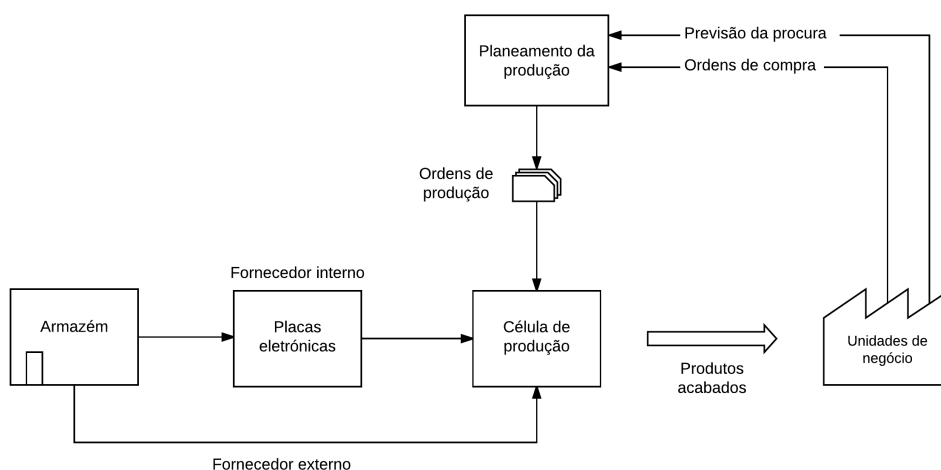 Planeamento da
produção
Previsão da procura
Ordens de compra
Ordens de
produção
Fornecedor interno
Armazém
Placas
eletrónicas
Célula de
produção
Produtos
acabados
Unidades de
negócio
Fornecedor externo